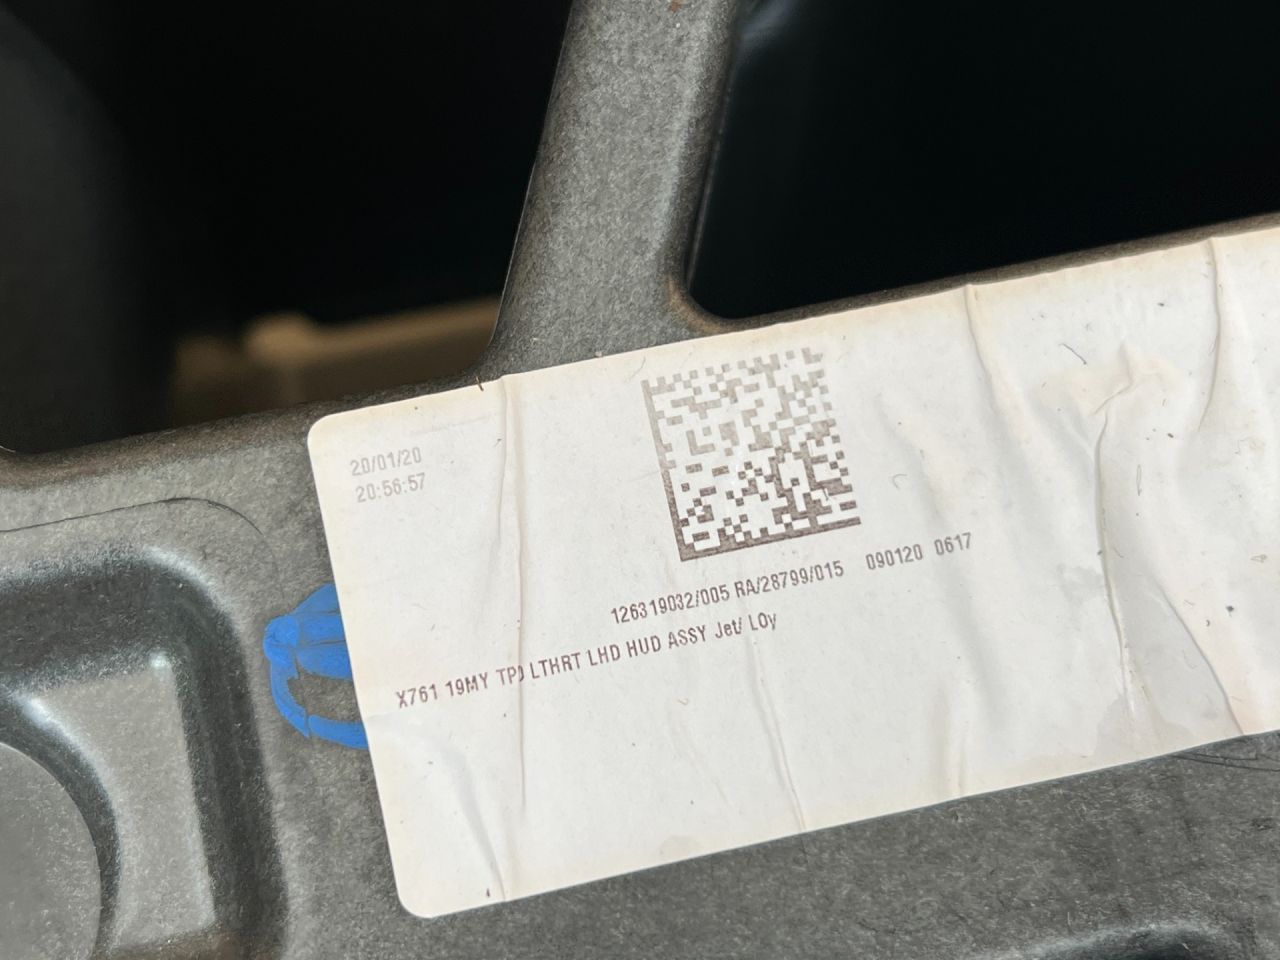 20/01/20
20:56:57
126319032/005 RA/28799/015 090120 0617
X761 19MY LTHRT LHD HUD ASSY Jet/ LOy